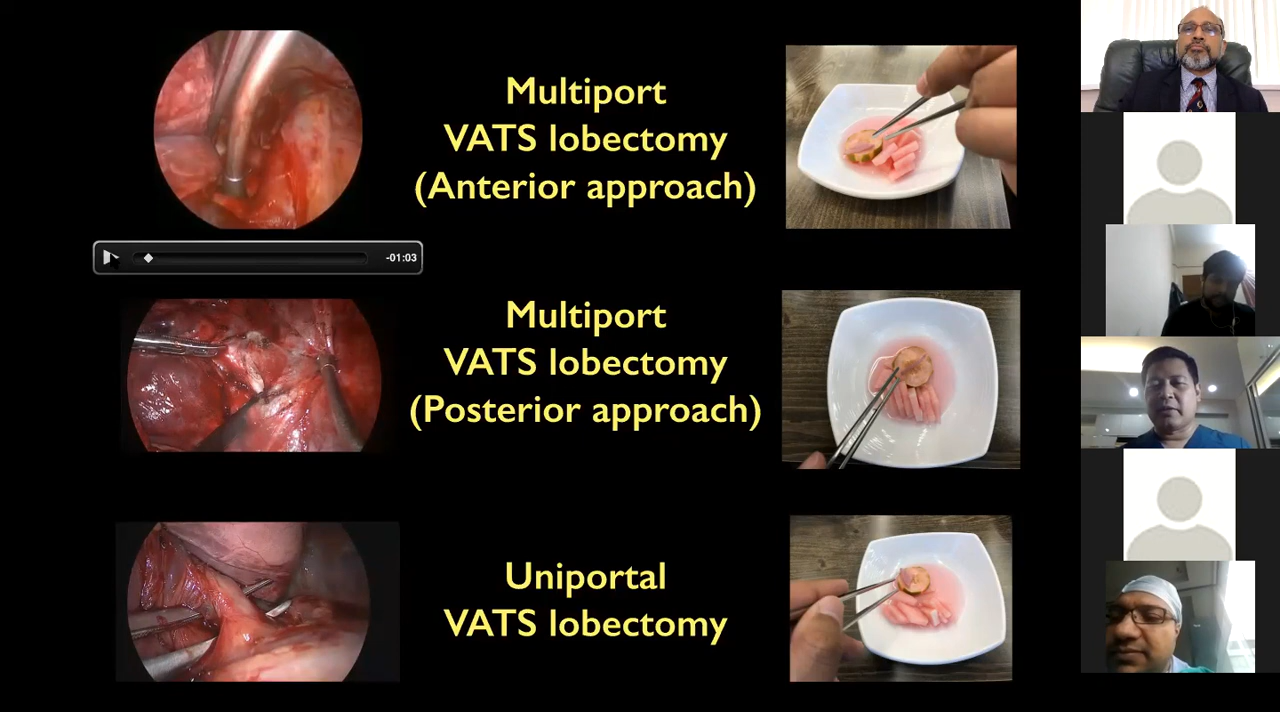 Multiport
VATS lobectomy
(Anterior approach)
-01:03
Multiport
VATS lobectomy
(Posterior approach)
Uniportal
VATS lobectomy